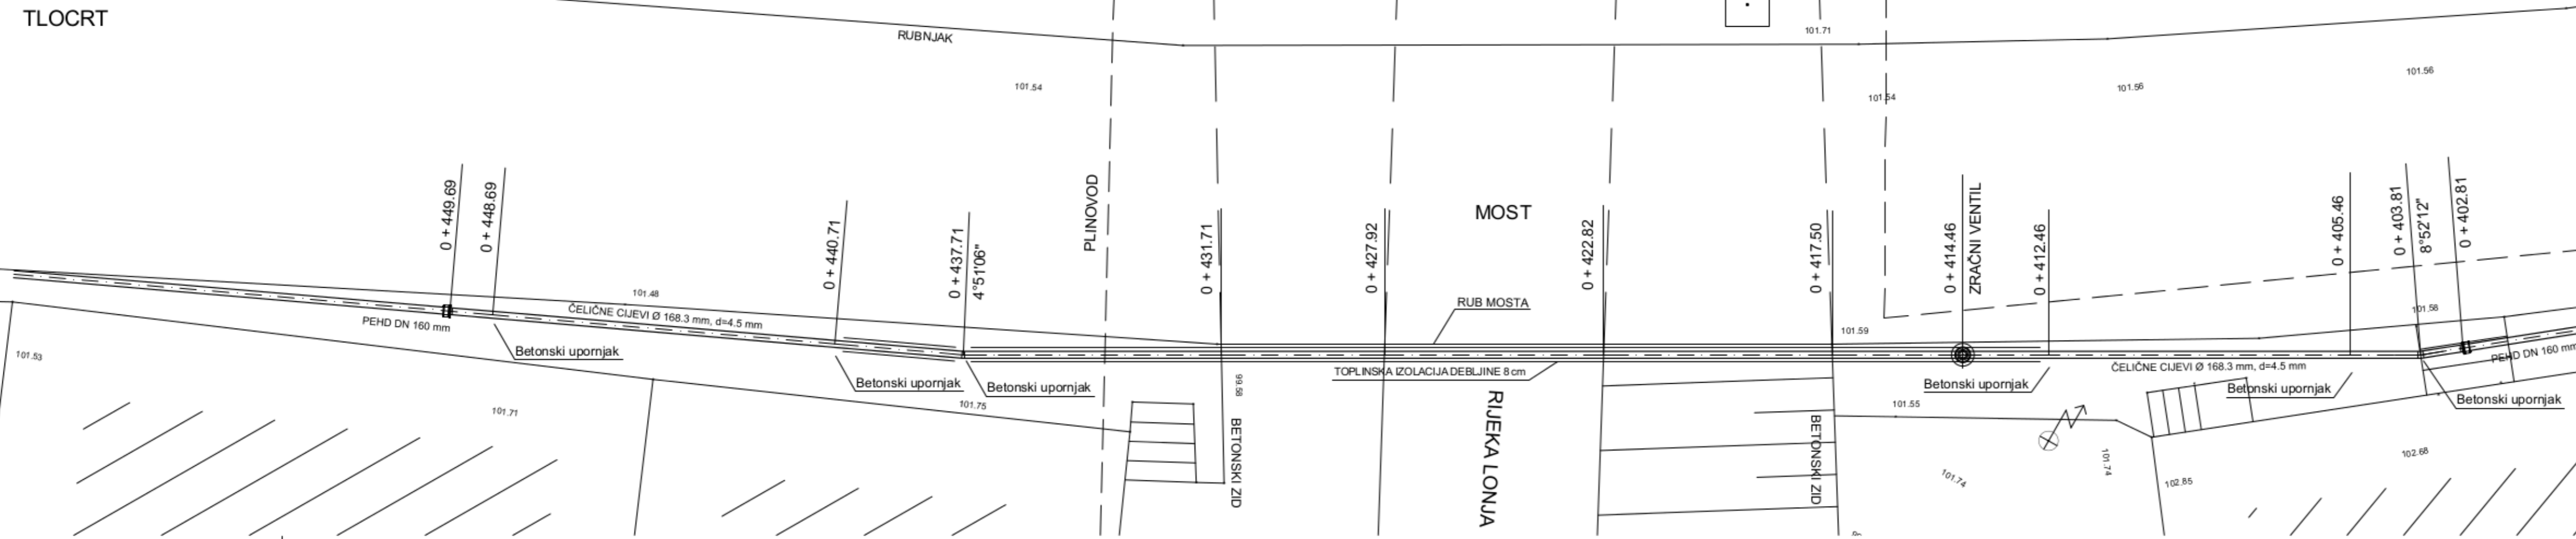 TLOCRT
RUBNJAK
101.71
101.54
101.54
101.56
101.56
0 + 449.69
0 + 448.69
0 + 440.71
0 + 437.71
4°51'06"
PLINOVOD
0 + 431.71
0 + 427.92
MOST
0 + 422.82
0 + 417.50
0 + 414.46
ZRAČNI VENTIL
0 + 412.46
0 + 405.46
0 + 403.81
8°52'12"
0 + 402.81
101.48
ČELIČNE CIJEVI Ø 168.3 mm, d=4.5 mm
PEHD DN 160 mm
RUB MOSTA
101.59
101.58
101.53
Betonski upornjak
Betonski upornjak
Betonski upornjak
TOPLINSKA IZOLACIJA DEBLJINE 8 cm
Betonski upornjak
ČELIČNE CIJEVI Ø 168.3 mm, d=4.5 mm
PEHD DN 160 mm
Betonski upornjak
Betonski upornjak
101.71
101.75
99.58
BETONSKI ZID
RIJEKA LONJA
BETONSKI ZID
101.55
101.74
101.74
102.85
102.68